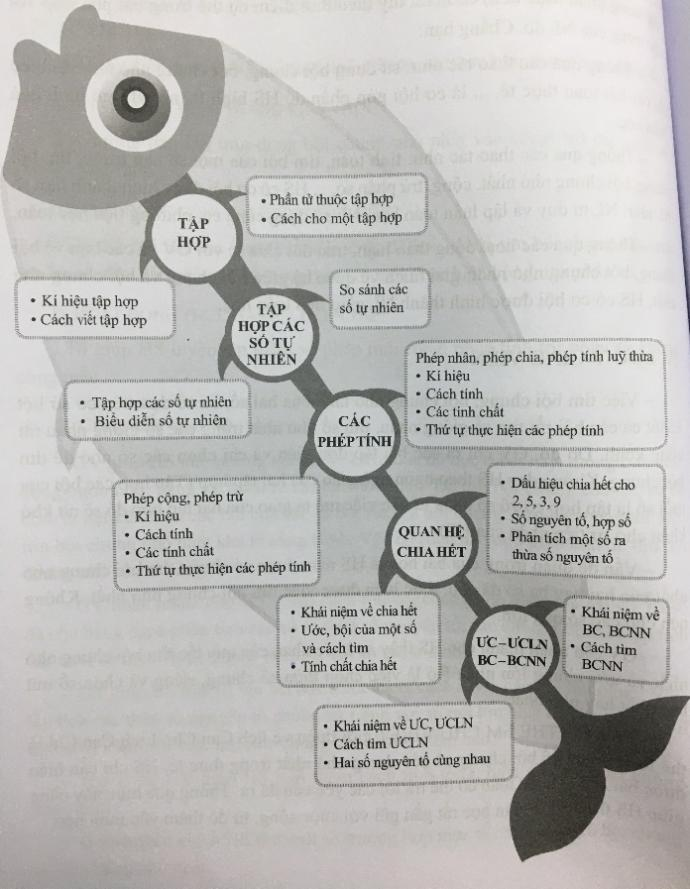 TẬP
HỢP
• Phần tử thuộc tập hợp
• Cách cho một tập hợp
• Kí hiệu tập hợp
• Cách viết tập hợp
TẬP
HỢP CÁC
SỐ TỰ
NHIÊN
So sánh các
số tự nhiên
• Tập hợp các số tự nhiên
• Biểu diễn số tự nhiên
CÁC
PHÉP TÍNH
Phép nhân, phép chia, phép tính luỹ thừa
• Kí hiệu
• Cách tính
• Các tính chất
• Thứ tự thực hiện các phép tính
Phép cộng, phép trừ
• Kí hiệu
• Cách tính
• Các tính chất
• Thứ tự thực hiện các phép tính
QUAN HỆ
CHIA HẾT
• Dấu hiệu chia hết cho
2, 5, 3, 9
• Số nguyên tố, hợp số
• Phân tích một số ra
thừa số nguyên tố
• Khái niệm về chia hết
• Ước, bội của một số
và cách tìm
• Tính chất chia hết
ƯC – ƯCLN
BC – BCNN
• Khái niệm về
BC, BCNN
• Cách tìm
BCNN
• Khái niệm về ƯC, ƯCLN
• Cách tìm ƯCLN
• Hai số nguyên tố cùng nhau